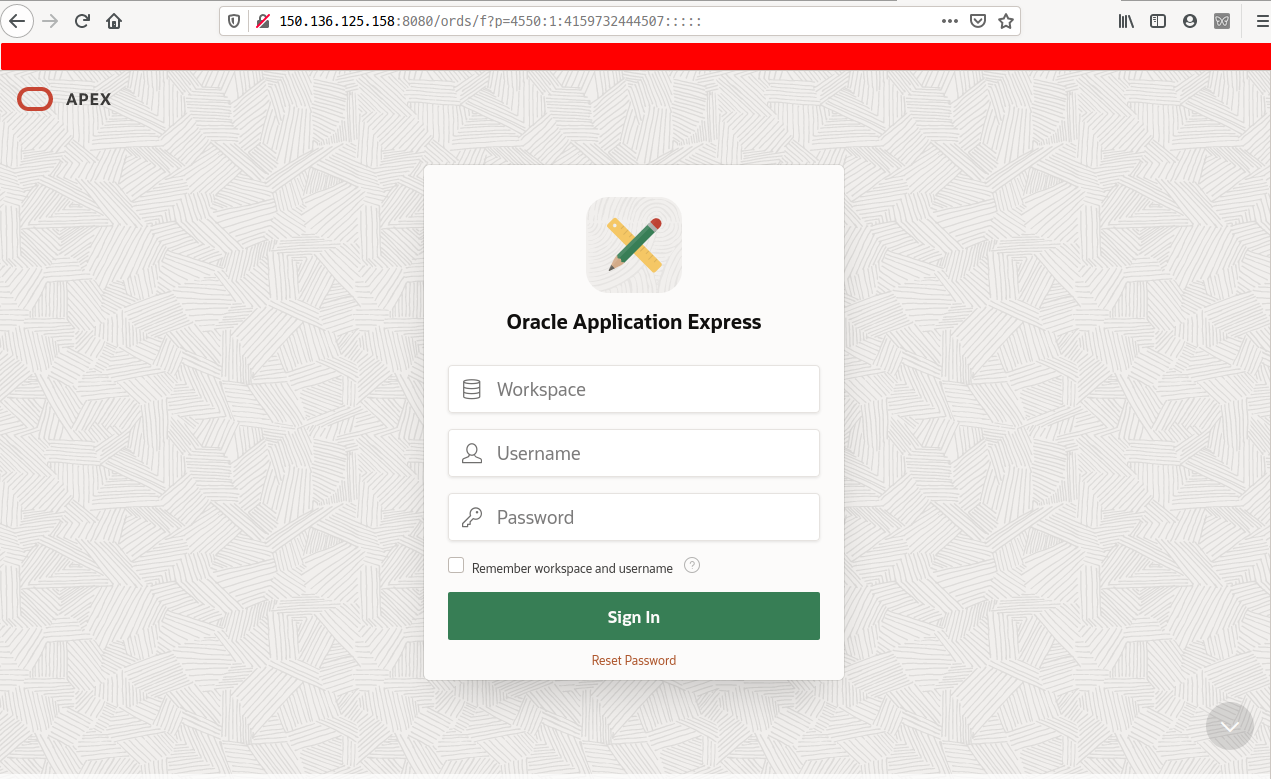 150.136.125.158:8080/ords/f?p=4550:1:4159732444507:::::
APEX
Oracle Application Express
Workspace
Username
Password
Remember workspace and username ?
Sign In
Reset Password